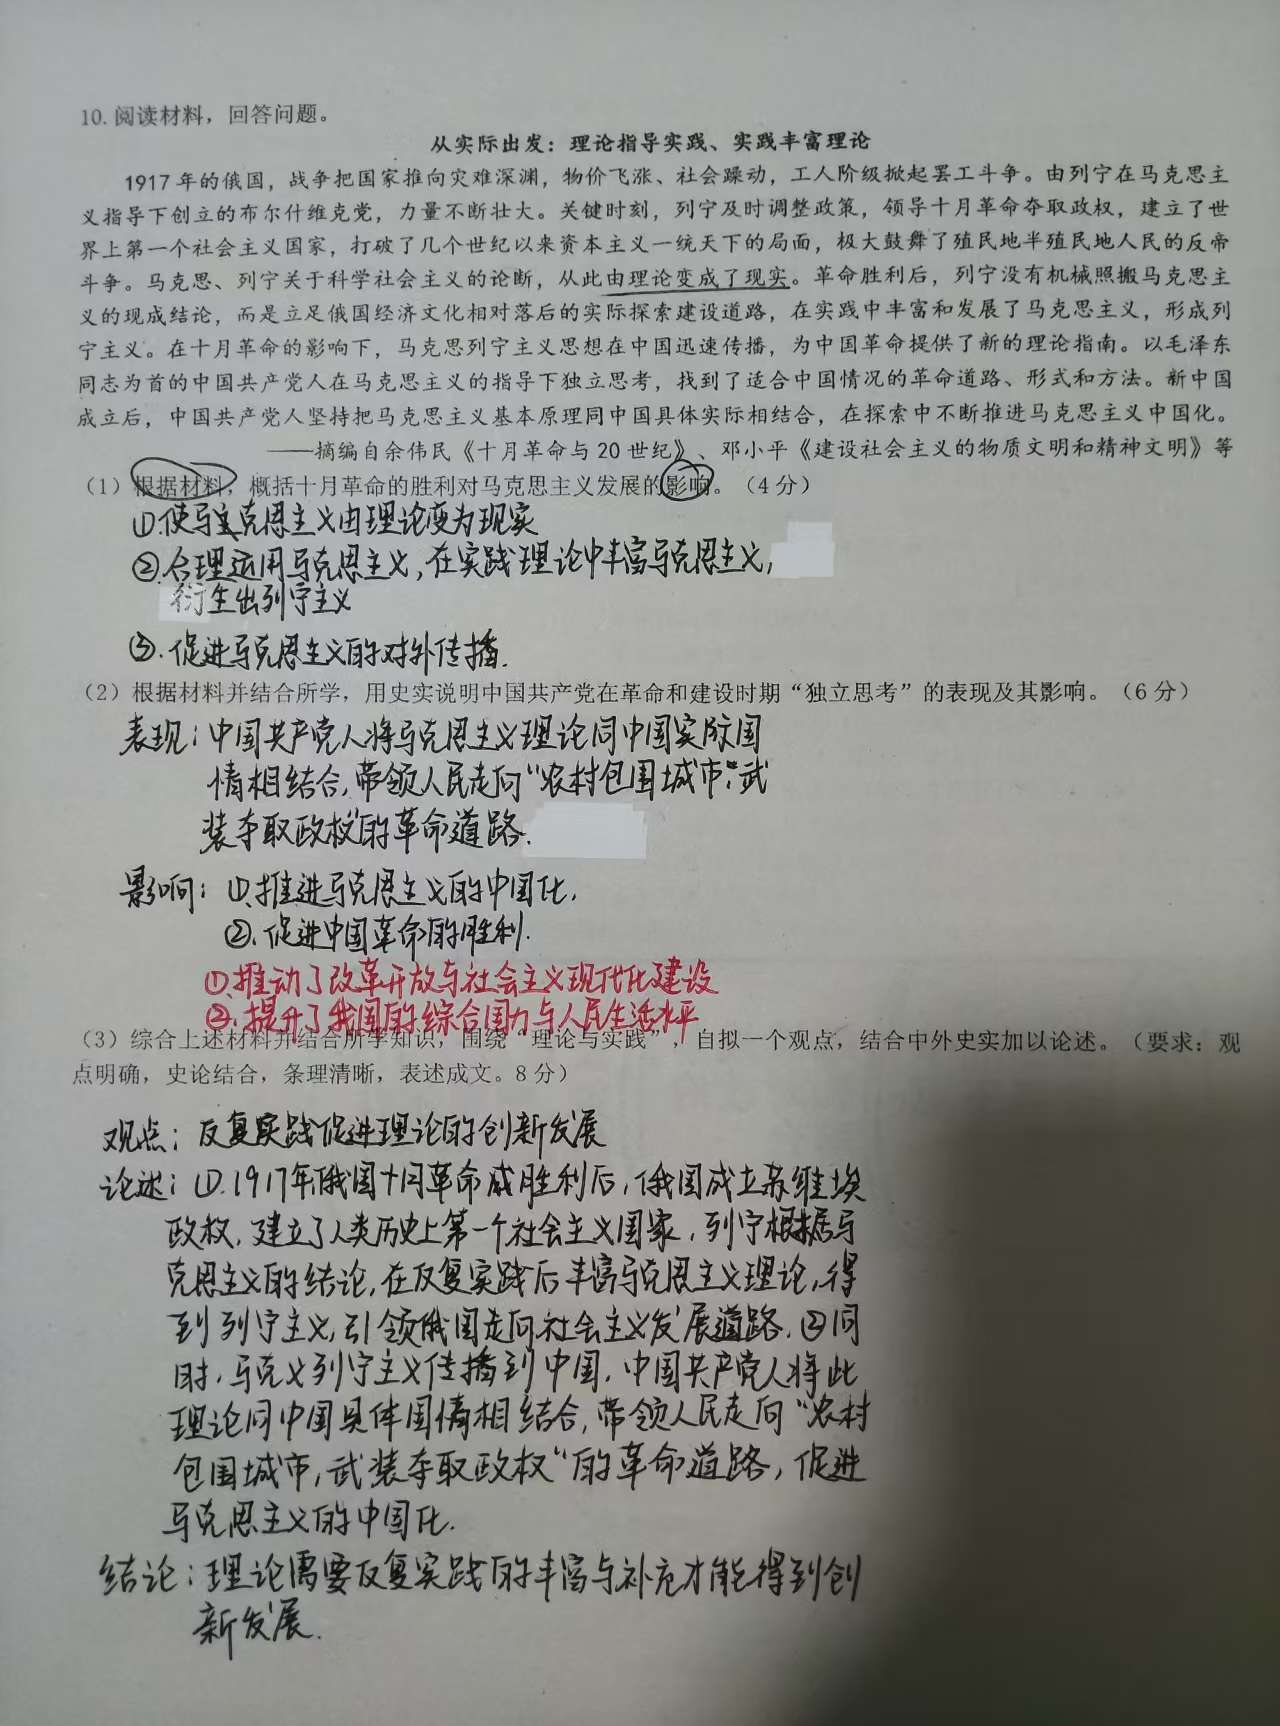 10. 阅读材料，回答问题。
从实际出发：理论指导实践、实践丰富理论
1917年的俄国，战争把国家推向灾难深渊，物价飞涨、社会躁动，工人阶级掀起罢工斗争。由列宁在马克思主
义指导下创立的布尔什维克党，力量不断壮大。关键时刻，列宁及时调整政策，领导十月革命夺取政权，建立了世
界上第一个社会主义国家，打破了几个世纪以来资本主义一统天下的局面，极大鼓舞了殖民地半殖民地人民的反帝
斗争。马克思、列宁关于科学社会主义的论断，从此由理论变成了现实。革命胜利后，列宁没有机械照搬马克思主
义的现成结论，而是立足俄国经济文化相对落后的实际探索建设道路，在实践中丰富和发展了马克思主义，形成列
宁主义。在十月革命的影响下，马克思列宁主义思想在中国迅速传播，为中国革命提供了新的理论指南。以毛泽东
同志为首的中国共产党人在马克思主义的指导下独立思考，找到了适合中国情况的革命道路、形式和方法。新中国
成立后，中国共产党人坚持把马克思主义基本原理同中国具体实际相结合，在探索中不断推进马克思主义中国化。
——摘编自余伟民《十月革命与20世纪》、邓小平《建设社会主义的物质文明和精神文明》等
（1）根据材料，概括十月革命的胜利对马克思主义发展的影响。（4分）
①.使马克思主义由理论变为现实
②.合理运用马克思主义，在实践理论中丰富马克思主义，
衍生出列宁主义
③.促进马克思主义的对外传播.
（2）根据材料并结合所学，用史实说明中国共产党在革命和建设时期“独立思考”的表现及其影响。（6分）
表现：中国共产党人将马克思主义理论同中国实际国
情相结合，带领人民走向“农村包围城市，武
装夺取政权”的革命道路.
影响：①.推进马克思主义的中国化.
②.促进中国革命的胜利.
①.推动了改革开放与社会主义现代化建设
②.提升了我国的综合国力与人民生活水平
（3）综合上述材料并结合所学知识，围绕“理论与实践”，自拟一个观点，结合中外史实加以论述。（要求：观
点明确，史论结合，条理清晰，表述成文。8分）
观点：反复实践促进理论的创新发展
论述：①.1917年俄国十月革命成胜利后，俄国成立苏维埃
政权，建立了人类历史上第一个社会主义国家，列宁根据马
克思主义的结论，在反复实践后丰富马克思主义理论，得
到列宁主义，引领俄国走向社会主义发展道路.②同
时，马克义列宁主义传播到中国，中国共产党人将此
理论同中国具体国情相结合，带领人民走向“农村
包围城市，武装夺取政权“的革命道路，促进
马克思主义的中国化.
结论：理论需要反复实践的丰富与补充才能得到创
新发展.